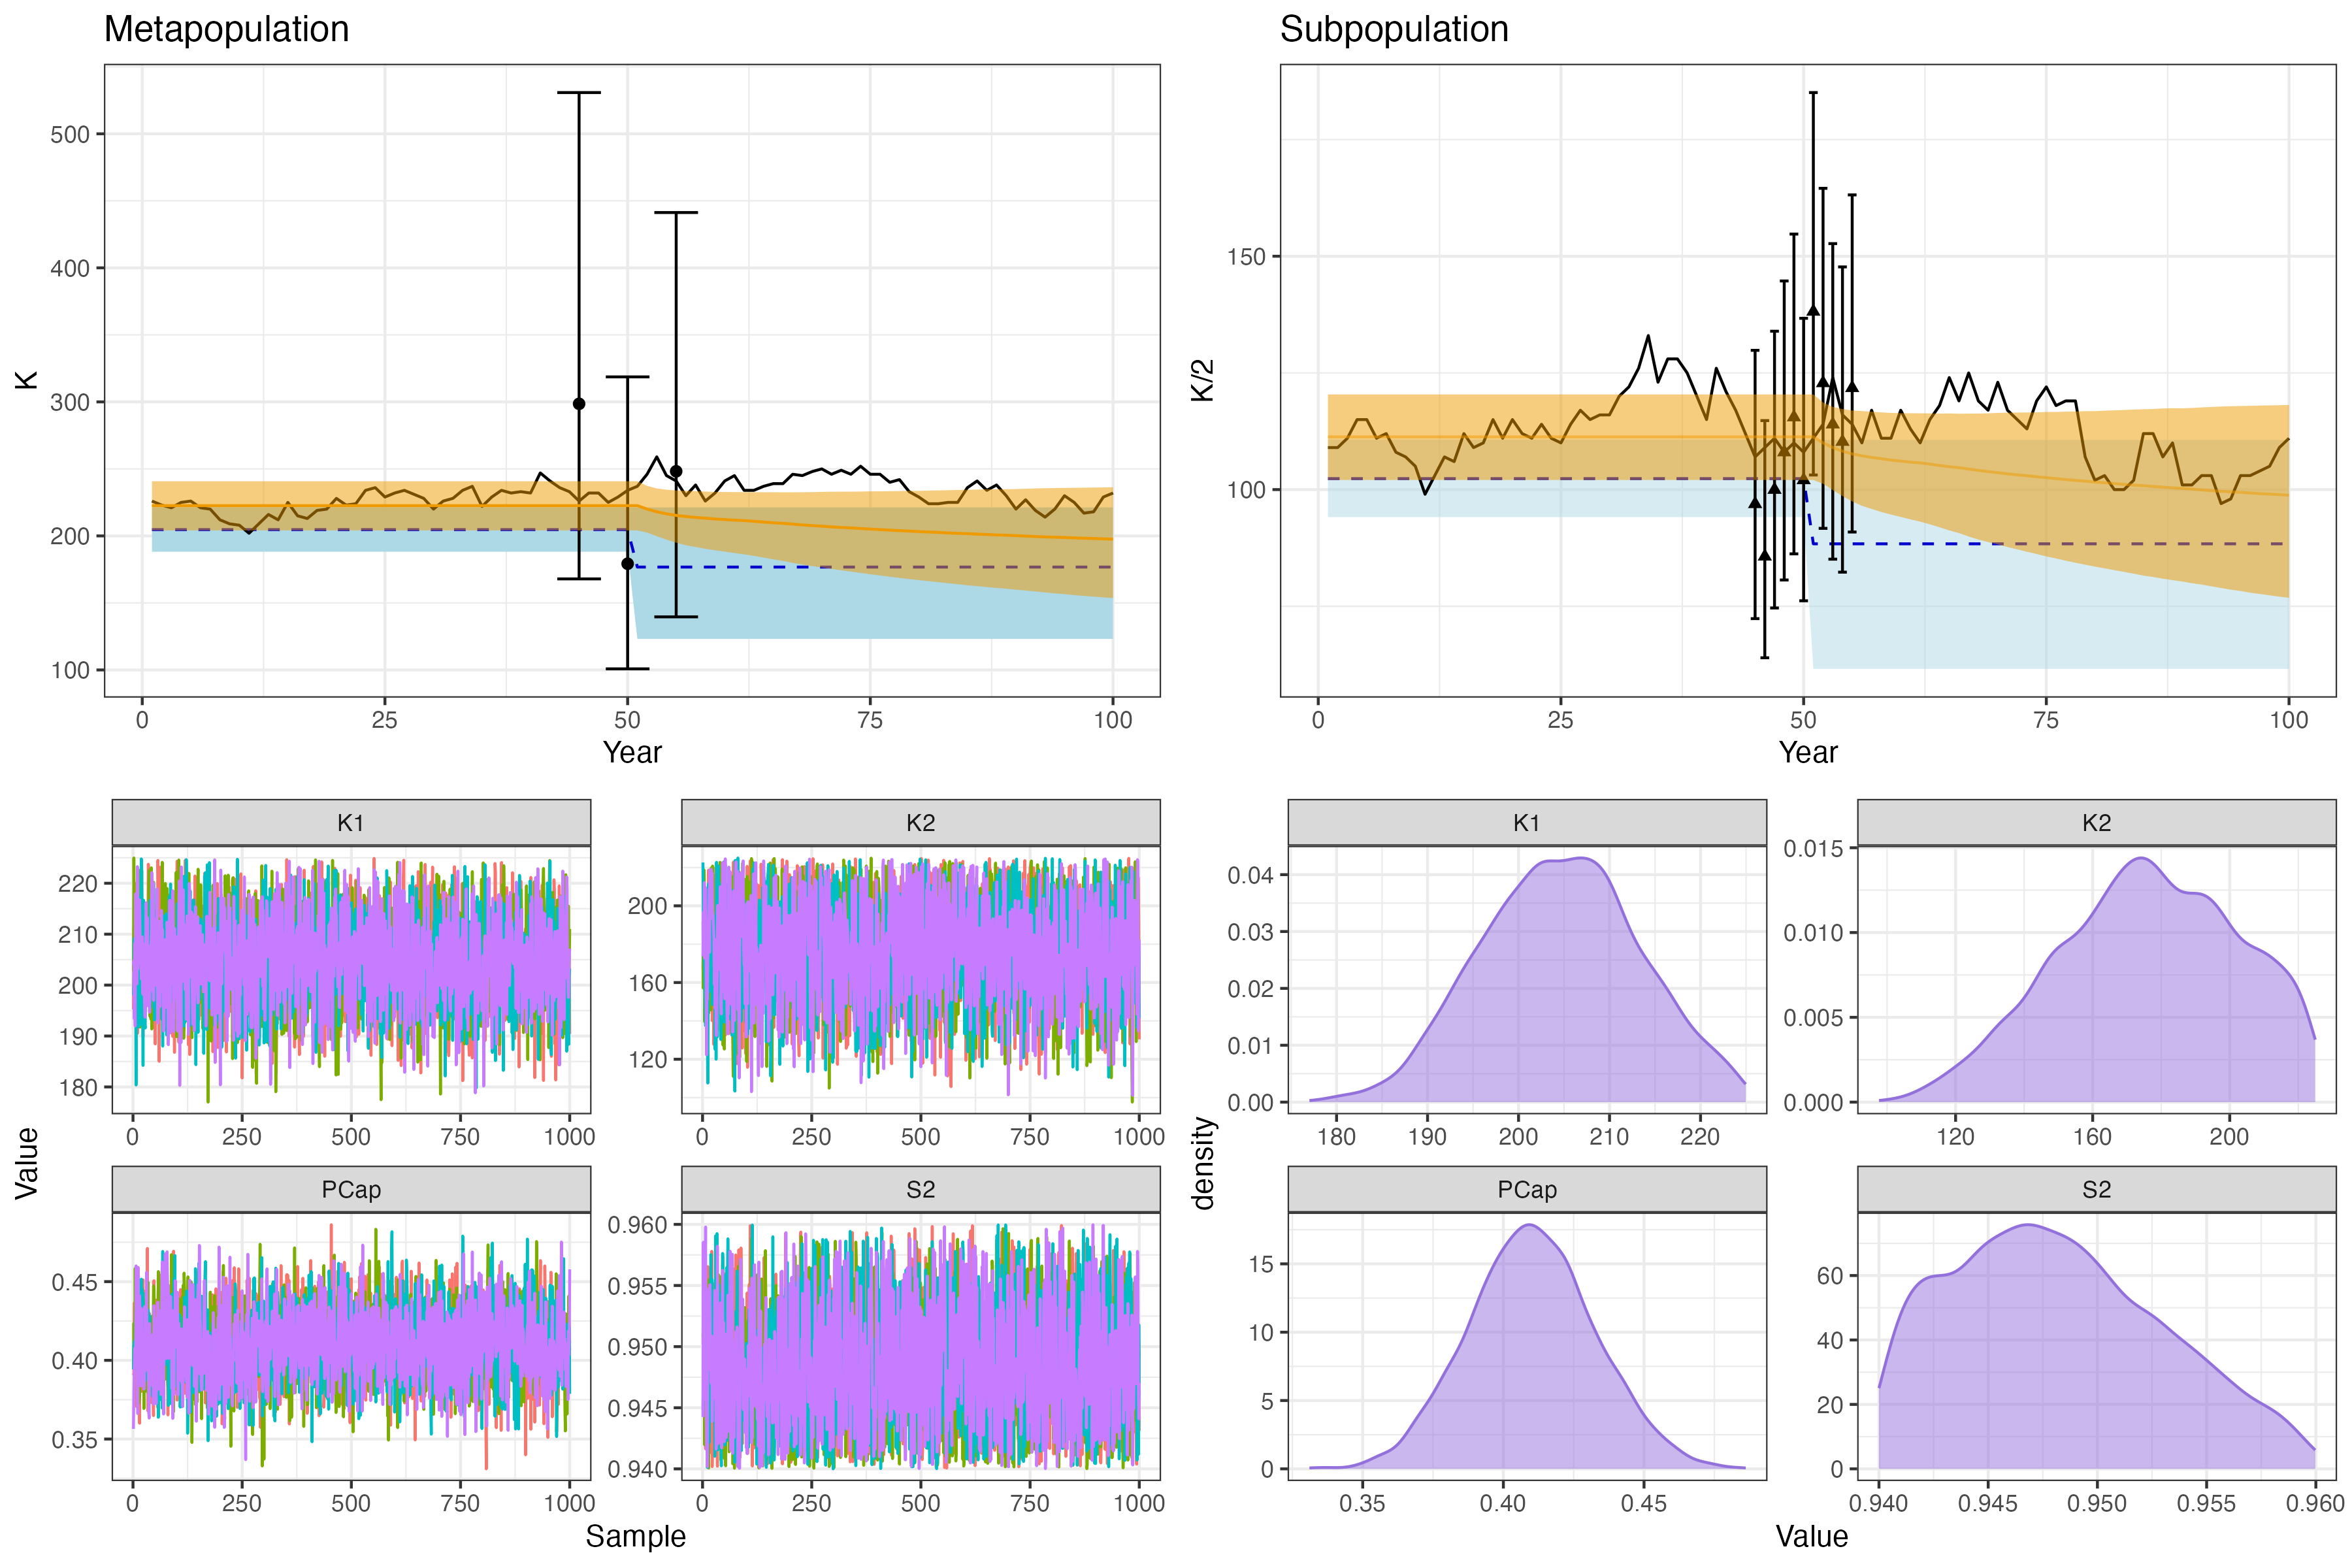 Metapopulation
K
500
400
300
200
100
0 25 50 75 100
Year
Subpopulation
K/2
150
100
0 25 50 75 100
Year
Value
K1
220
210
200
190
180
0 250 500 750 1000
K2
200
160
120
0 250 500 750 1000
PCap
0.45
0.40
0.35
0 250 500 750 1000
S2
0.960
0.955
0.950
0.945
0.940
0 250 500 750 1000
Sample
density
K1
0.04
0.03
0.02
0.01
0.00
180 190 200 210 220
K2
0.015
0.010
0.005
0.000
120 160 200
PCap
15
10
5
0
0.35 0.40 0.45
S2
60
40
20
0
0.940 0.945 0.950 0.955 0.960
Value